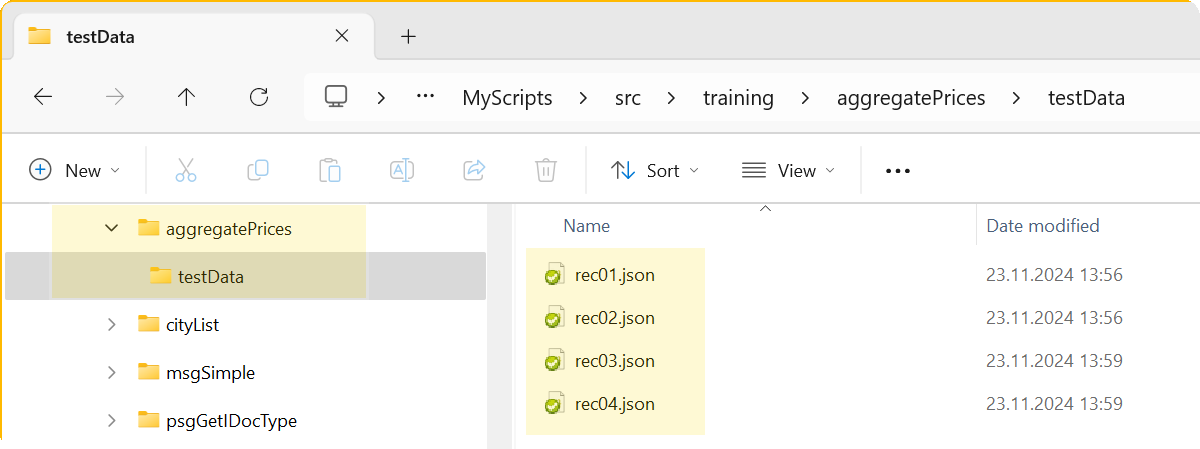 testData
MyScripts src training aggregatePrices testData
New Sort View
aggregatePrices
testData
cityList
msgSimple
psgGetIDocType
Name Date modified
rec01.json 23.11.2024 13:56
rec02.json 23.11.2024 13:56
rec03.json 23.11.2024 13:59
rec04.json 23.11.2024 13:59